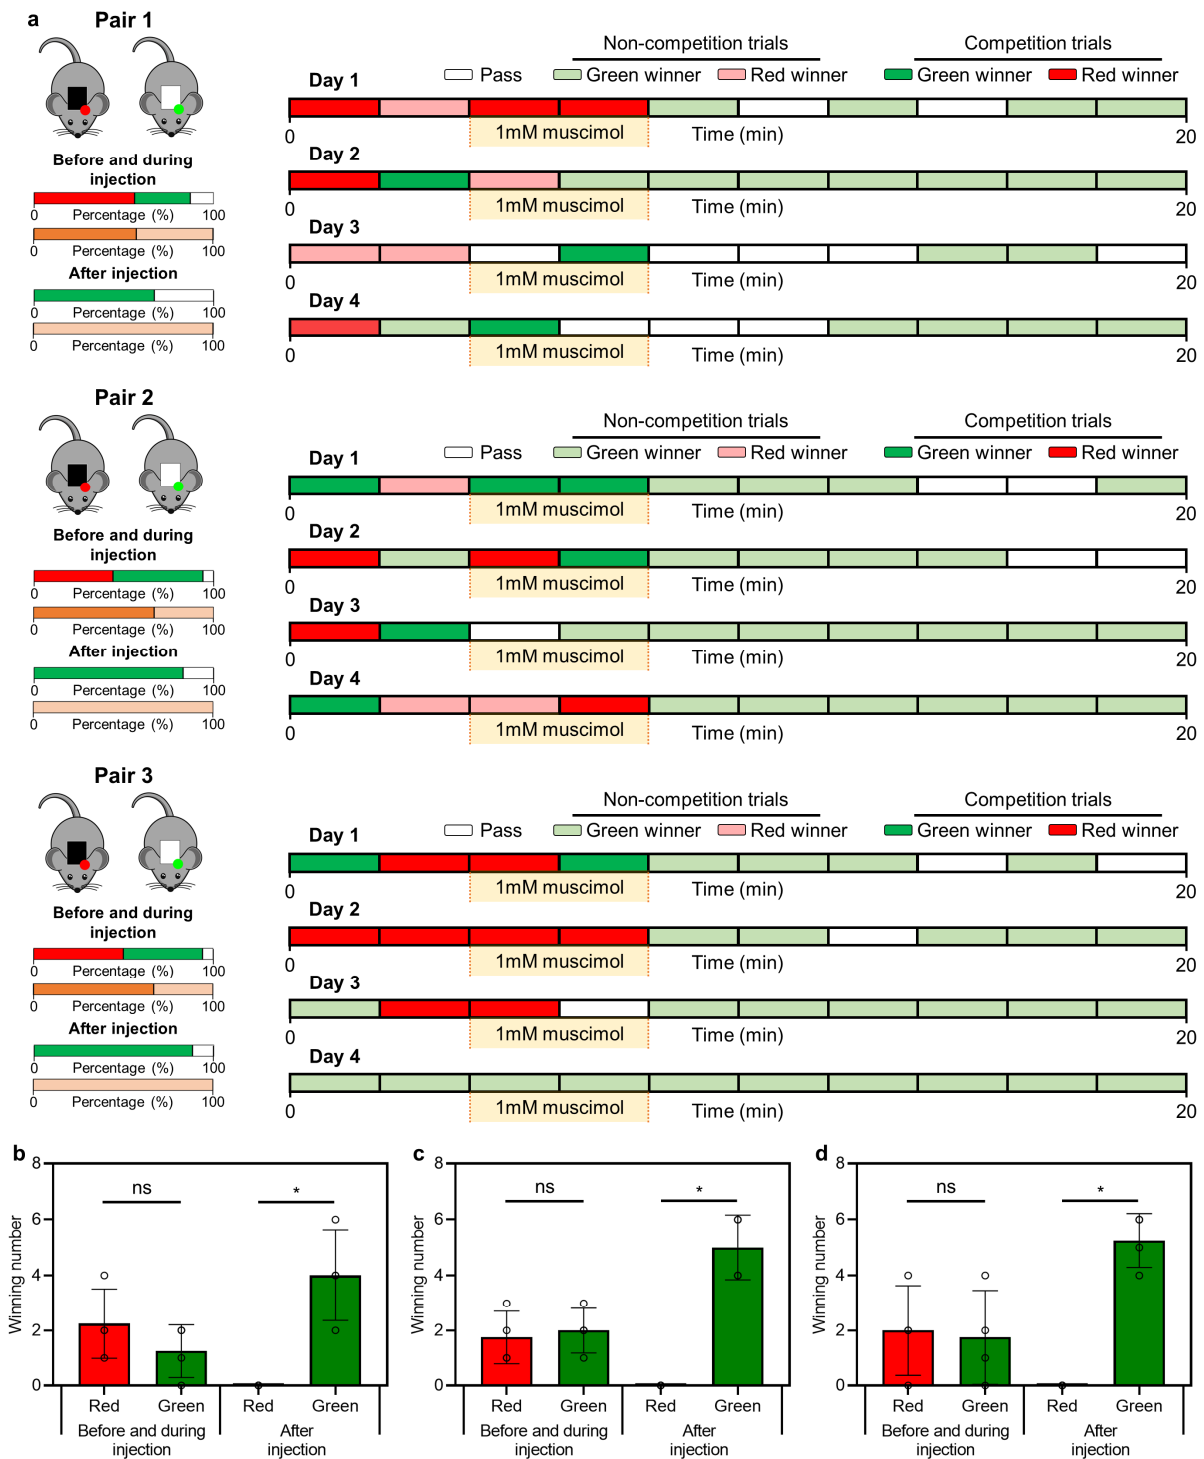 a
Pair 1
Non-competition trials
Competition trials
Pass
Green winner
Red winner
Green winner
Red winner
Day 1
0
1mM muscimol
Time (min)
20
Day 2
0
1mM muscimol
Time (min)
20
Day 3
0
1mM muscimol
Time (min)
20
Day 4
0
1mM muscimol
Time (min)
20
Before and during
injection
0
Percentage (%)
100
0
Percentage (%)
100
After injection
0
Percentage (%)
100
0
Percentage (%)
100
Pair 2
Non-competition trials
Competition trials
Pass
Green winner
Red winner
Green winner
Red winner
Day 1
0
1mM muscimol
Time (min)
20
Day 2
0
1mM muscimol
Time (min)
20
Day 3
0
1mM muscimol
Time (min)
20
Day 4
0
1mM muscimol
Time (min)
20
Before and during
injection
0
Percentage (%)
100
0
Percentage (%)
100
After injection
0
Percentage (%)
100
0
Percentage (%)
100
Pair 3
Non-competition trials
Competition trials
Pass
Green winner
Red winner
Green winner
Red winner
Day 1
0
1mM muscimol
Time (min)
20
Day 2
0
1mM muscimol
Time (min)
20
Day 3
0
1mM muscimol
Time (min)
20
Day 4
0
1mM muscimol
Time (min)
20
Before and during
injection
0
Percentage (%)
100
0
Percentage (%)
100
After injection
0
Percentage (%)
100
0
Percentage (%)
100
b
Winning number
8
6
4
2
0
ns
*
Red
Green
Red
Green
Before and during
injection
After
injection
c
Winning number
8
6
4
2
0
ns
*
Red
Green
Red
Green
Before and during
injection
After
injection
d
Winning number
8
6
4
2
0
ns
*
Red
Green
Red
Green
Before and during
injection
After
injection